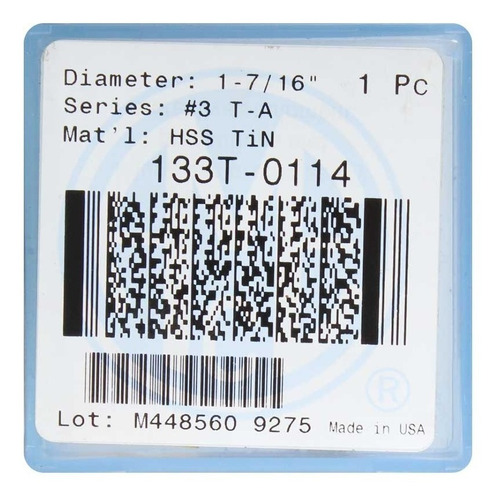 Diameter: 1-7/16" 1 Pc
Series: #3 T-A
Mat'l: HSS TiN
133T-0114
®
Lot: M448560 9275 Made in USA